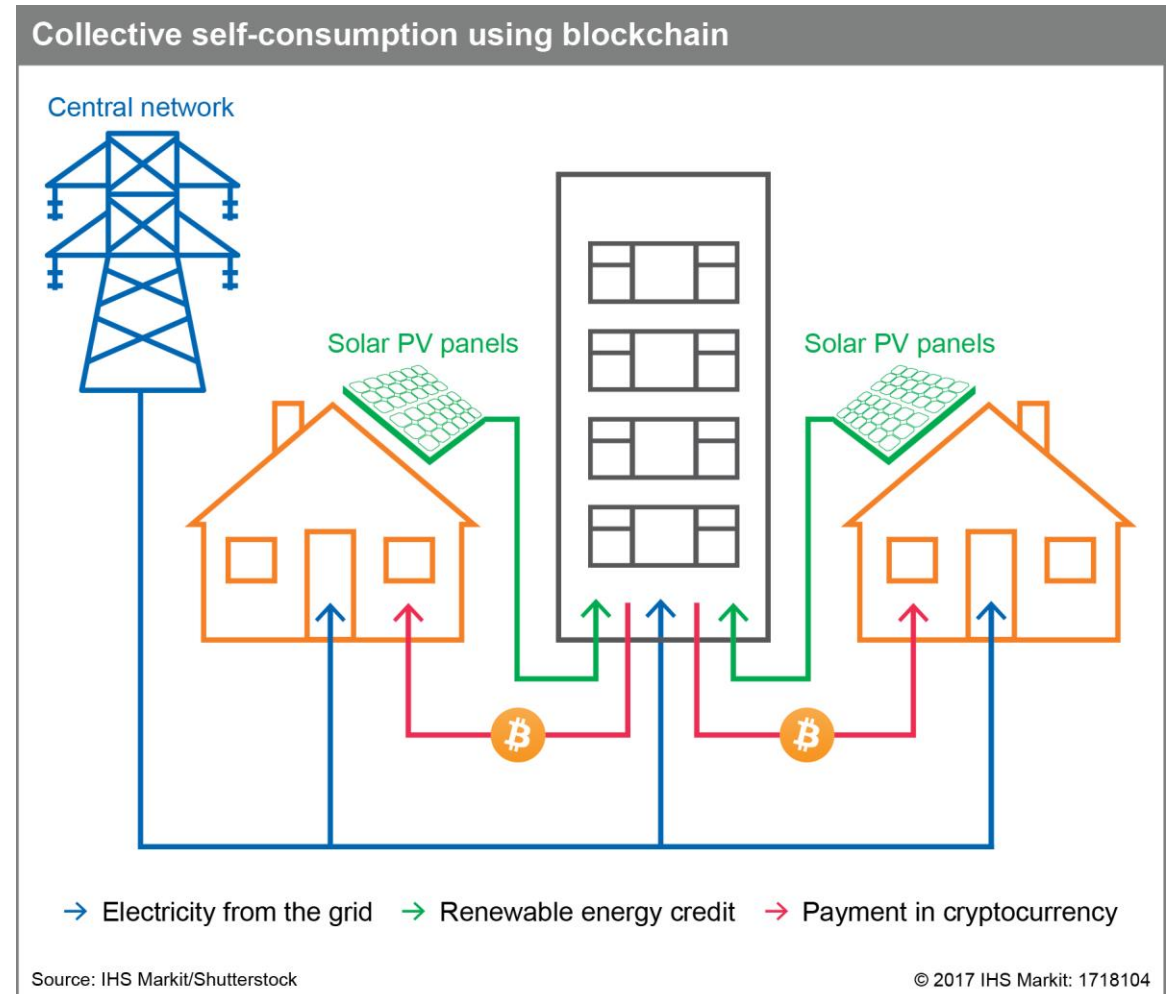 Collective self-consumption using blockchain
Central network
Solar PV panels
Solar PV panels
→ Electricity from the grid → Renewable energy credit → Payment in cryptocurrency
Source: IHS Markit/Shutterstock
© 2017 IHS Markit: 1718104